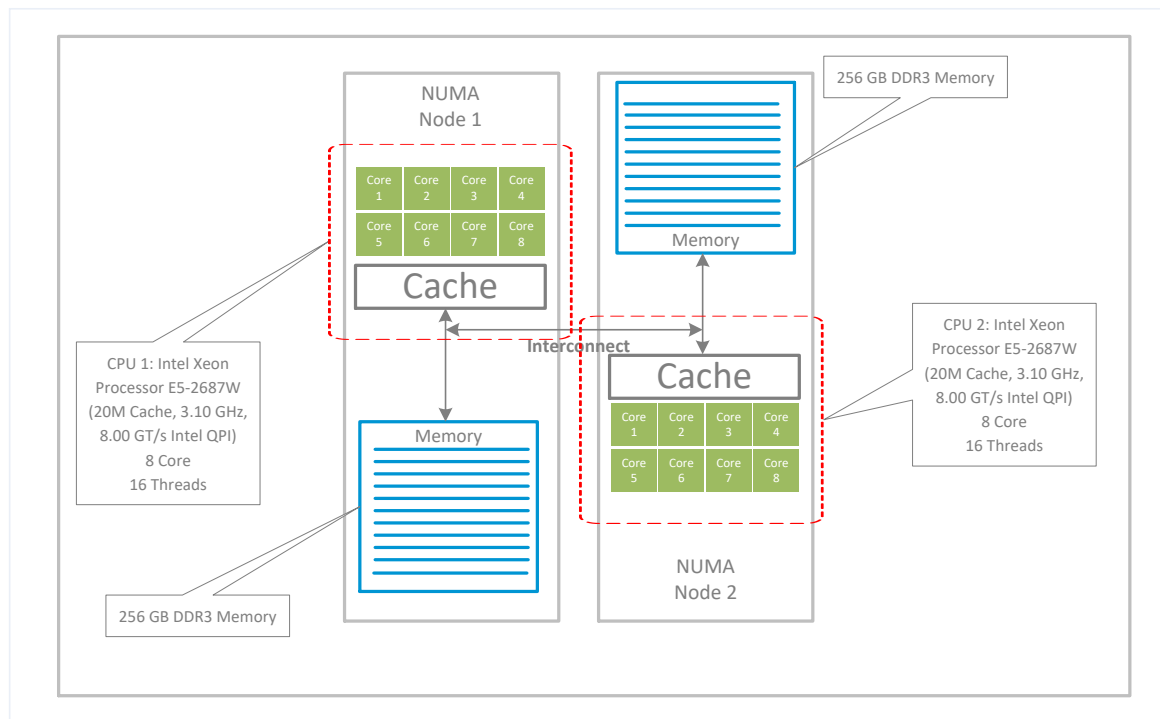 NUMA
Node 1
Core
1
Core
2
Core
3
Core
4
Core
5
Core
6
Core
7
Core
8
Cache
CPU 1: Intel Xeon
Processor E5-2687W
(20M Cache, 3.10 GHz,
8.00 GT/s Intel QPI)
8 Core
16 Threads
Memory
256 GB DDR3 Memory
Interconnect
256 GB DDR3 Memory
Memory
Cache
Core
1
Core
2
Core
3
Core
4
Core
5
Core
6
Core
7
Core
8
CPU 2: Intel Xeon
Processor E5-2687W
(20M Cache, 3.10 GHz,
8.00 GT/s Intel QPI)
8 Core
16 Threads
NUMA
Node 2